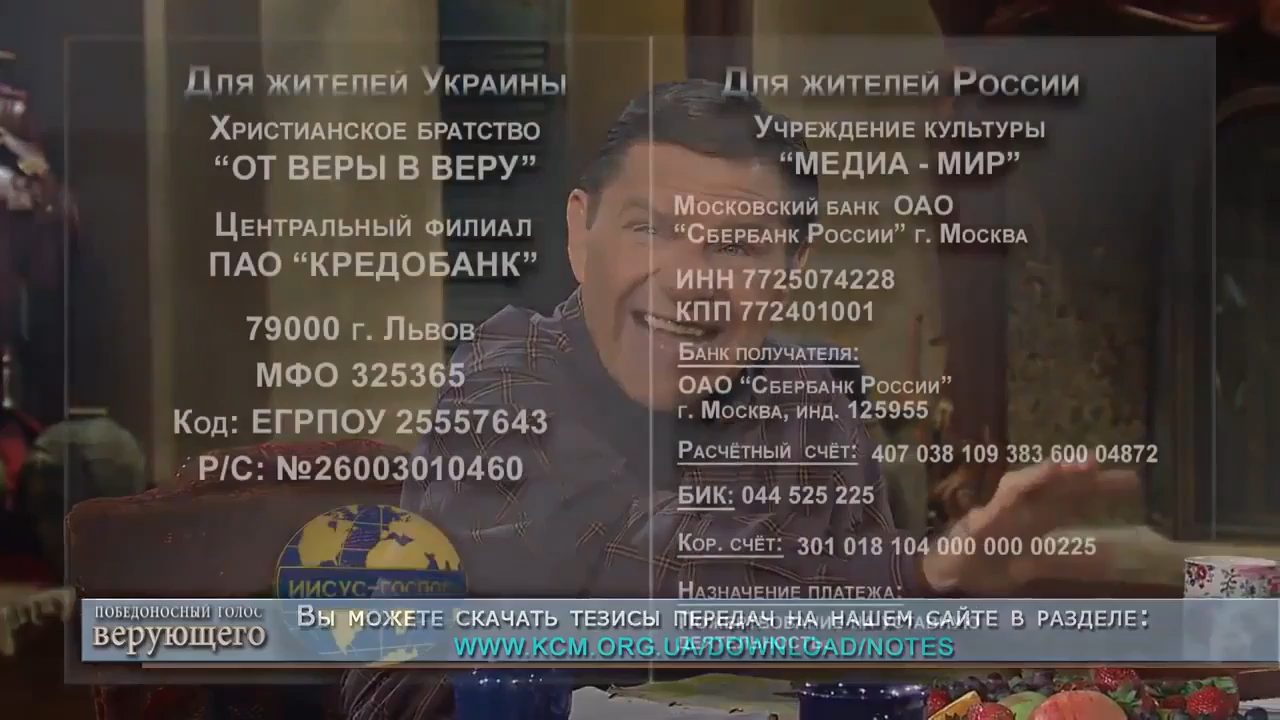 Для жителей Украины
Христианское братство
“ОТ ВЕРЫ В ВЕРУ”
Центральный филиал
ПАО “КРЕДОБАНК”
79000 г. Львов
МФО 325365
Код: ЕГРПОУ 25557643
Р/С: №26003010460
Для жителей России
Учреждение культуры
“МЕДИА - МИР”
Московский банк ОАО
“Сбербанк России” г. Москва
ИНН 7725074228
КПП 772401001
Банк получателя:
ОАО “Сбербанк России”
г. Москва, инд. 125955
Расчётный счёт: 407 038 109 383 600 04872
БИК: 044 525 225
Кор. счёт: 301 018 104 000 000 00225
Назначение платежа:
деятельность
ИИСУС-ГОСПОД
ПОБЕДОНОСНЫЙ ГОЛОС
верующего
Вы можете скачать тезисы передач на нашем сайте в разделе:
WWW.KCM.ORG.UA/DOWNLOAD/NOTES